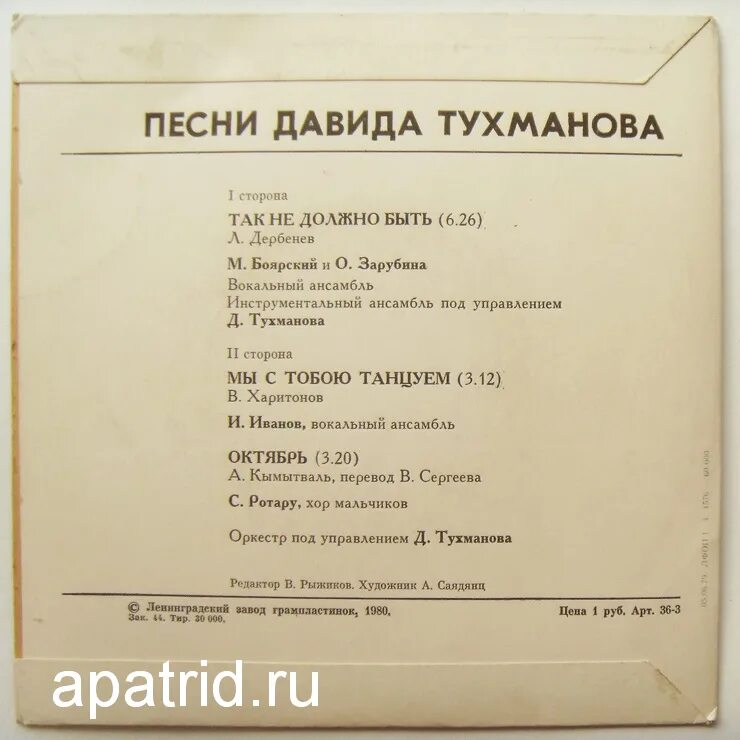 ПЕСНИ ДАВИДА ТУХМАНОВА
I сторона
ТАК НЕ ДОЛЖНО БЫТЬ (6.26)
Л. Дербенев
М. Боярский и О. Зарубина
Вокальный ансамбль
Инструментальный ансамбль под управлением
Д. Тухманова
II сторона
МЫ С ТОБОЮ ТАНЦУЕМ (3.12)
В. Харитонов
И. Иванов, вокальный ансамбль
ОКТЯБРЬ (3.20)
А. Кымытваль, перевод В. Сергеева
С. Ротару, хор мальчиков
Оркестр под управлением Д. Тухманова
Редактор В. Рыжиков. Художник А. Саядянц
© Ленинградский завод грампластинок, 1980.
Зак. 44. Тир. 30 000.
Цена 1 руб. Арт. 36-3
apatrid.ru